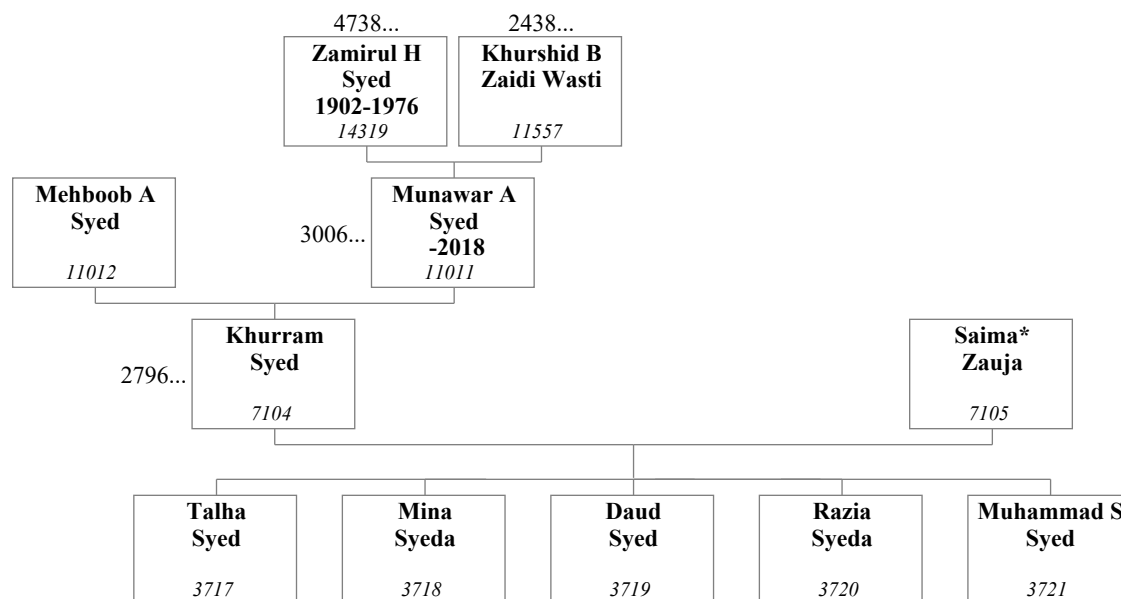 4738...
2438...
Zamirul H
Syed
1902-1976
14319
Khurshid B
Zaidi Wasti
11557
Mehboob A
Syed
11012
3006...
Munawar A
Syed
-2018
11011
2796...
Khurram
Syed
7104
Saima*
Zauja
7105
Talha
Syed
3717
Mina
Syeda
3718
Daud
Syed
3719
Razia
Syeda
3720
Muhammad S
Syed
3721